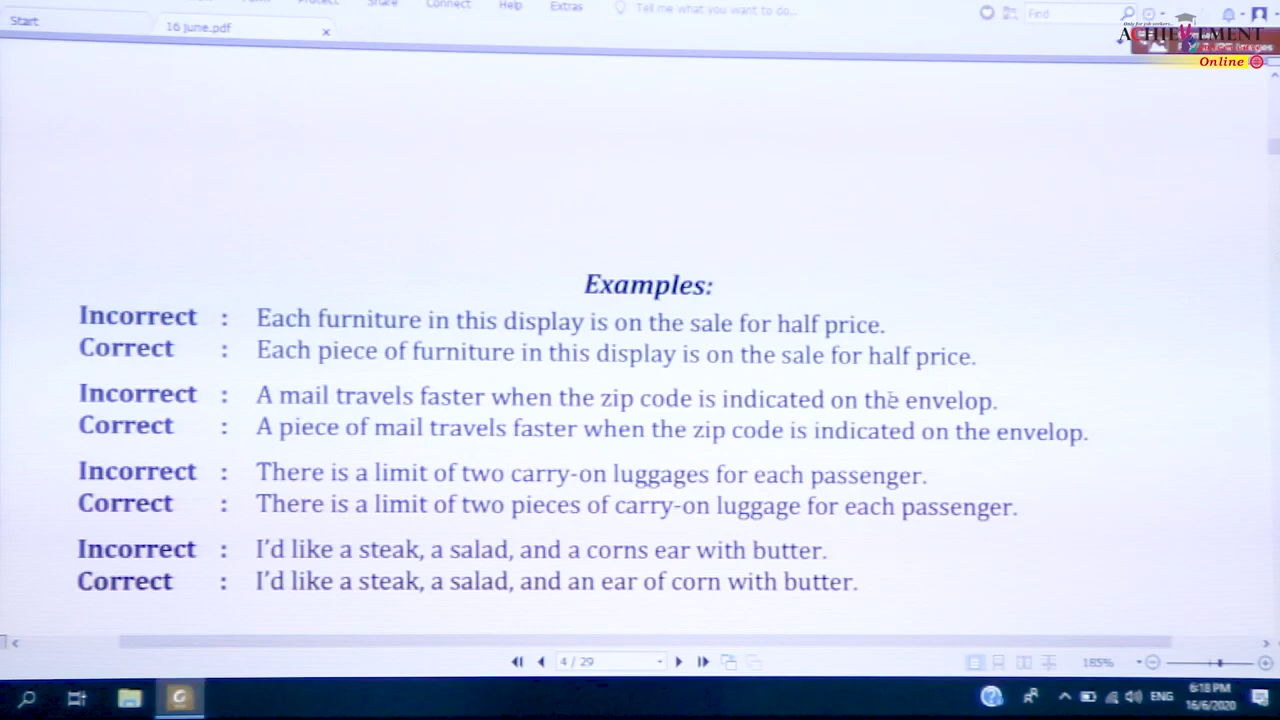 Connect Help Extras Tell me what you want to do...
Start 16 june.pdf × Find
Only for job seekers...
ACHIEVEMENT
Online
Examples:
Incorrect : Each furniture in this display is on the sale for half price.
Correct : Each piece of furniture in this display is on the sale for half price.
Incorrect : A mail travels faster when the zip code is indicated on the envelop.
Correct : A piece of mail travels faster when the zip code is indicated on the envelop.
Incorrect : There is a limit of two carry-on luggages for each passenger.
Correct : There is a limit of two pieces of carry-on luggage for each passenger.
Incorrect : I'd like a steak, a salad, and a corns ear with butter.
Correct : I'd like a steak, a salad, and an ear of corn with butter.
4 / 29 185%
ENG 6:18 PM
16/6/2020